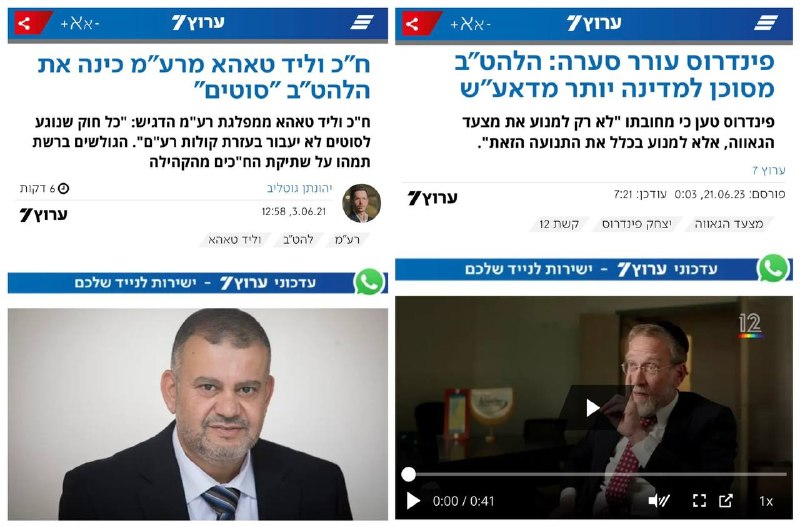 ערוץ 7
+אאא-
פינדרוס עורר סערה: הלהט"ב
מסוכן למדינה יותר מדאע"ש
פינדרוס טען כי מחובתו "לא רק למנוע את מצעד
הגאווה, אלא למנוע בכלל את התנועה הזאת".
ערוץ 7
פורסם: 21.06.23, 0:03 עודכן: 7:21
ערוץ 7
מצעד הגאווה
יצחק פינדרוס
קשת 12
עדכוני ערוץ 7 - ישירות לנייד שלכם
12
0:00 / 0:41
1x
ערוץ 7
+אאא-
ח"כ וליד טאהא מרע"מ כינה את
הלהט"ב "סוטים"
ח"כ וליד טאהא ממפלגת רע"מ הדגיש: "כל חוק שנוגע
לסוטים לא יעבור בעזרת קולות רע"ם". הגולשים ברשת
תמהו על שתיקת הח"כים מהקהילה
יהונתן גוטליב
6 דקות
3.06.21, 12:58
ערוץ 7
רע"מ
להט"ב
וליד טאהא
עדכוני ערוץ 7 - ישירות לנייד שלכם